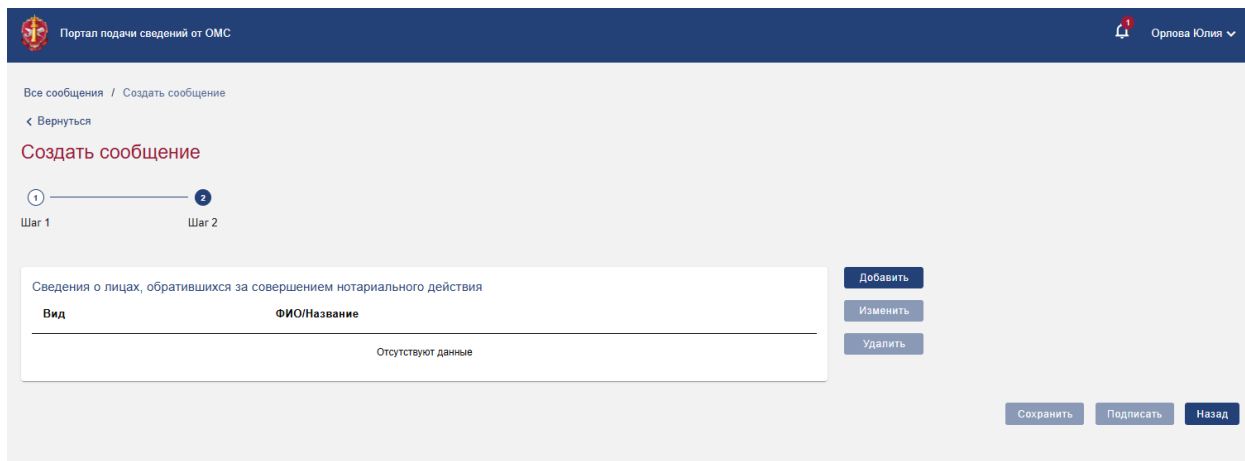 Портал подачи сведений от ОМС
1
Орлова Юлия
Все сообщения / Создать сообщение
Вернуться
Создать сообщение
1
2
Шаг 1
Шаг 2
Сведения о лицах, обратившихся за совершением нотариального действия
Вид ФИО/Название
Отсутствуют данные
Добавить
Изменить
Удалить
Сохранить Подписать Назад